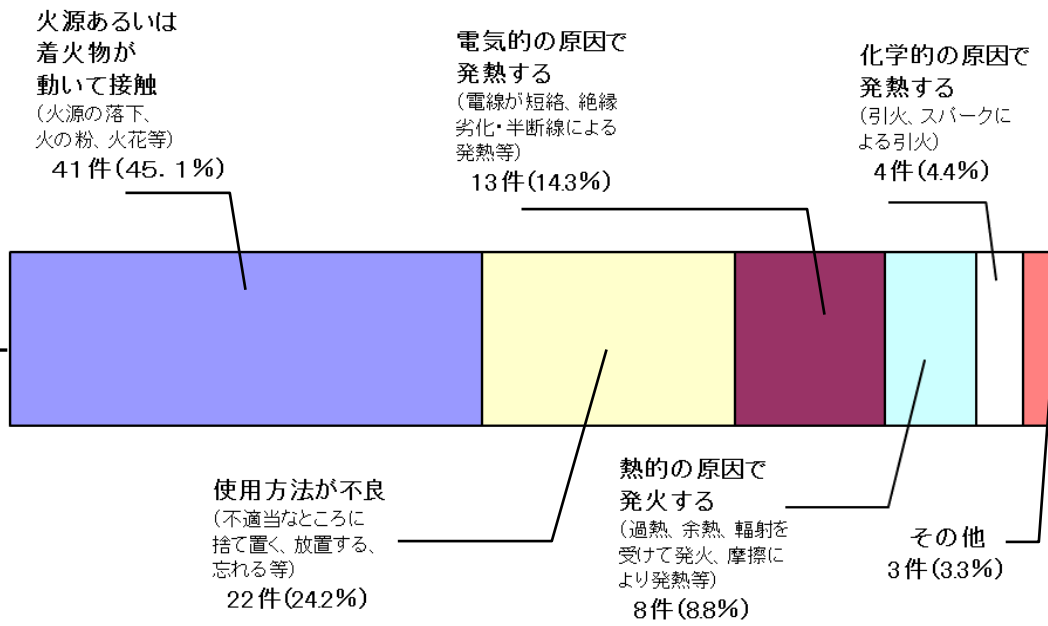 火源あるいは
着火物が
動いて接触
(火源の落下、
火の粉、火花等)
41件(45.1%)
電気的の原因で
発熱する
(電線が短絡、絶縁
劣化・半断線による
発熱等)
13件(14.3%)
化学的の原因で
発熱する
(引火、スパークに
よる引火)
4件(4.4%)
使用方法が不良
(不適当なところに
捨て置く、放置する、
忘れる等)
22件(24.2%)
熱的の原因で
発火する
(過熱、余熱、輻射を
受けて発火、摩擦に
より発熱等)
8件(8.8%)
その他
3件(3.3%)